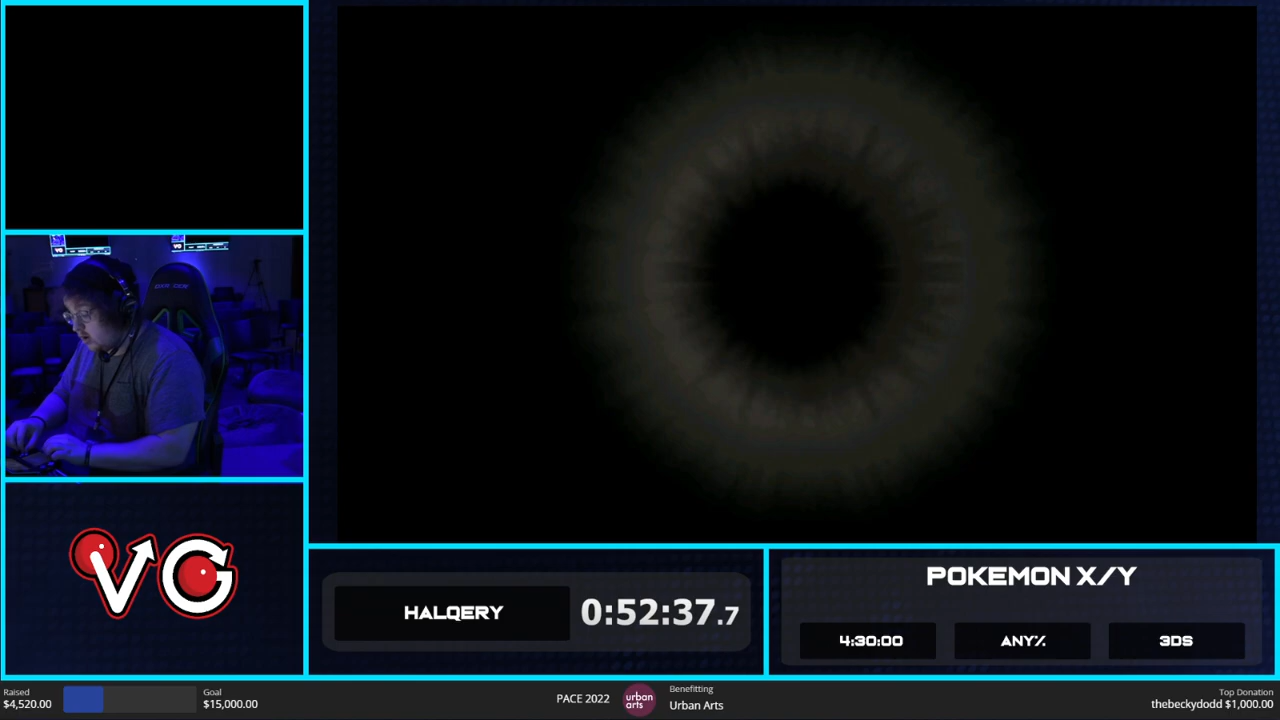 VG
HALQERY
0:52:37.7
POKEMON X/Y
4:30:00
ANY%
3DS
Raised
$4,520.00
Goal
$15,000.00
PACE 2022
urban
arts
Benefitting
Urban Arts
Top Donation
thebeckydodd $1,000.00